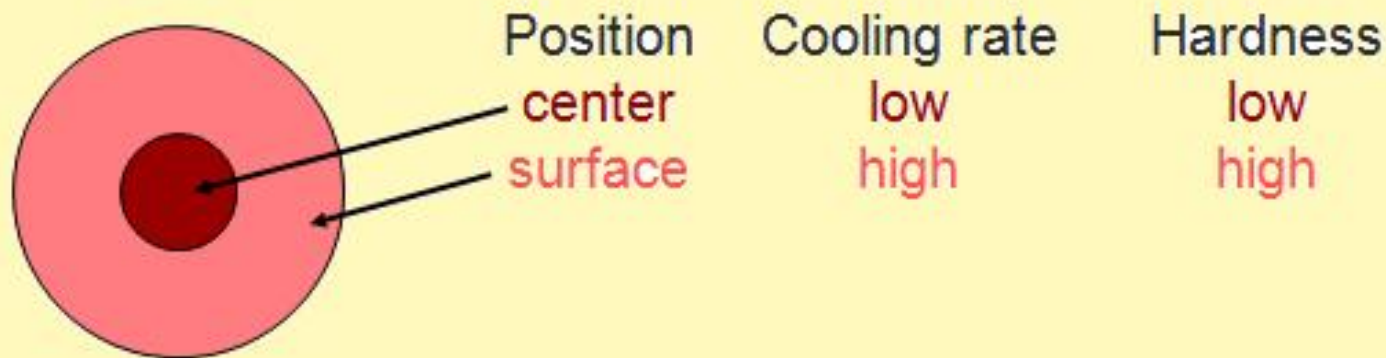 Position Cooling rate Hardness
center low low
surface high high